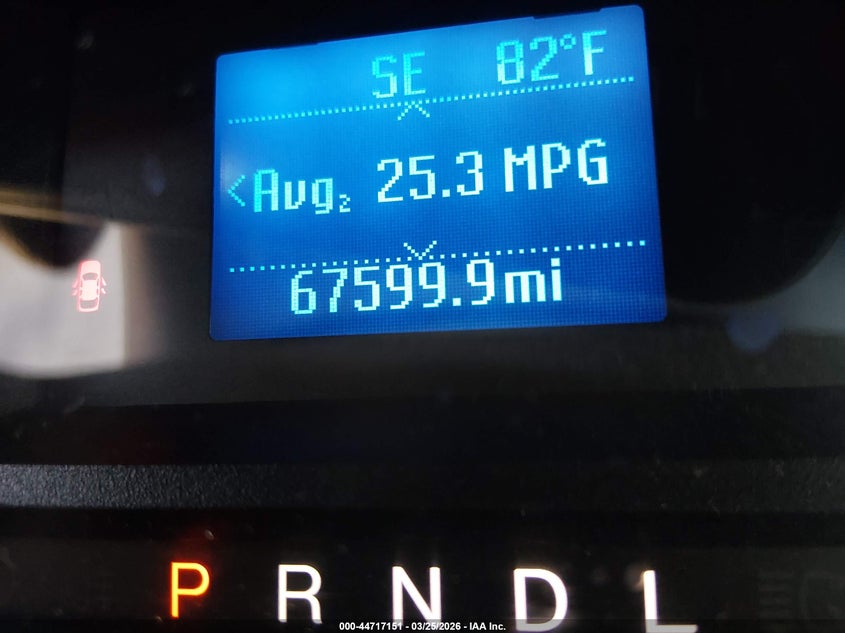 SE 82°F
<Avg2 25.3 MPG
67599.9mi
P R N D L
000-44717151 - 03/25/2026 - IAA Inc.